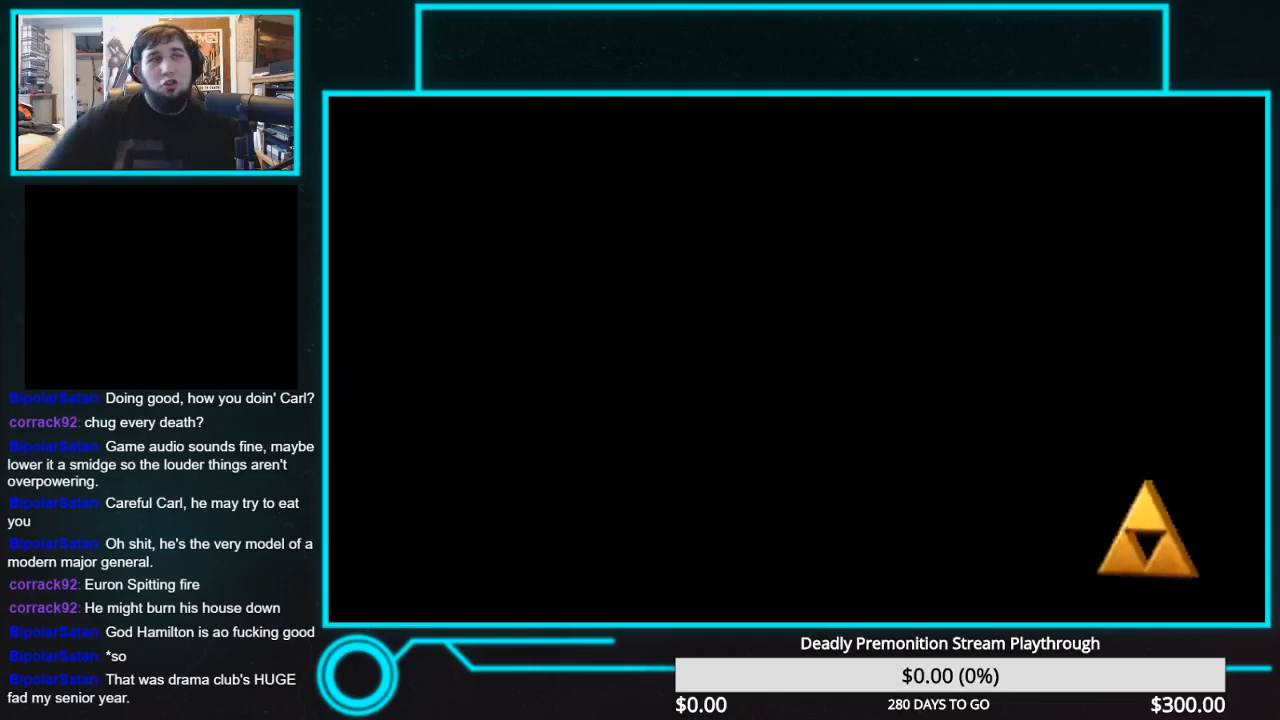 BipolarSatan: Doing good, how you doin' Carl?
corrack92: chug every death?
BipolarSatan: Game audio sounds fine, maybe
lower it a smidge so the louder things aren't
overpowering.
BipolarSatan: Careful Carl, he may try to eat
you
BipolarSatan: Oh shit, he's the very model of a
modern major general.
corrack92: Euron Spitting fire
corrack92: He might burn his house down
BipolarSatan: God Hamilton is ao fucking good
BipolarSatan: *so
BipolarSatan: That was drama club's HUGE
fad my senior year.
Deadly Premonition Stream Playthrough
$0.00 (0%)
$0.00
280 DAYS TO GO
$300.00